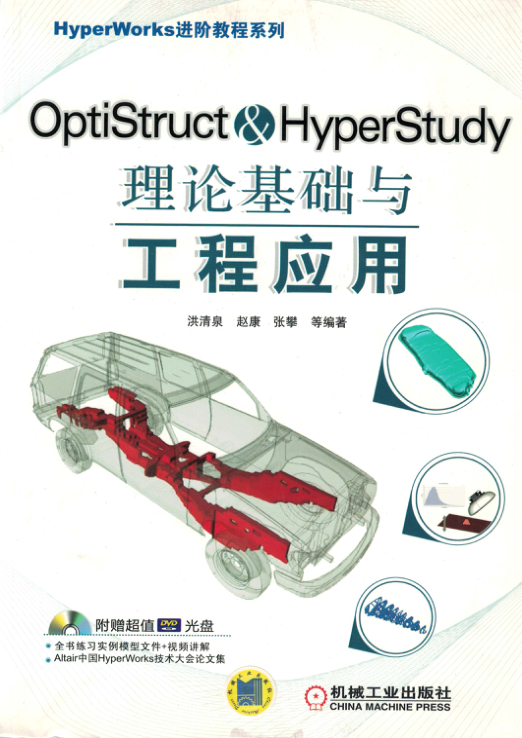 HyperWorks进阶教程系列
OptiStruct & HyperStudy
理论基础与
工程应用
洪清泉 赵康 张攀 等编著
附赠超值 DVD 光盘
全书练习实例模型文件+视频讲解
Altair中国HyperWorks技术大会论文集
机械工业出版社
CHINA MACHINE PRESS